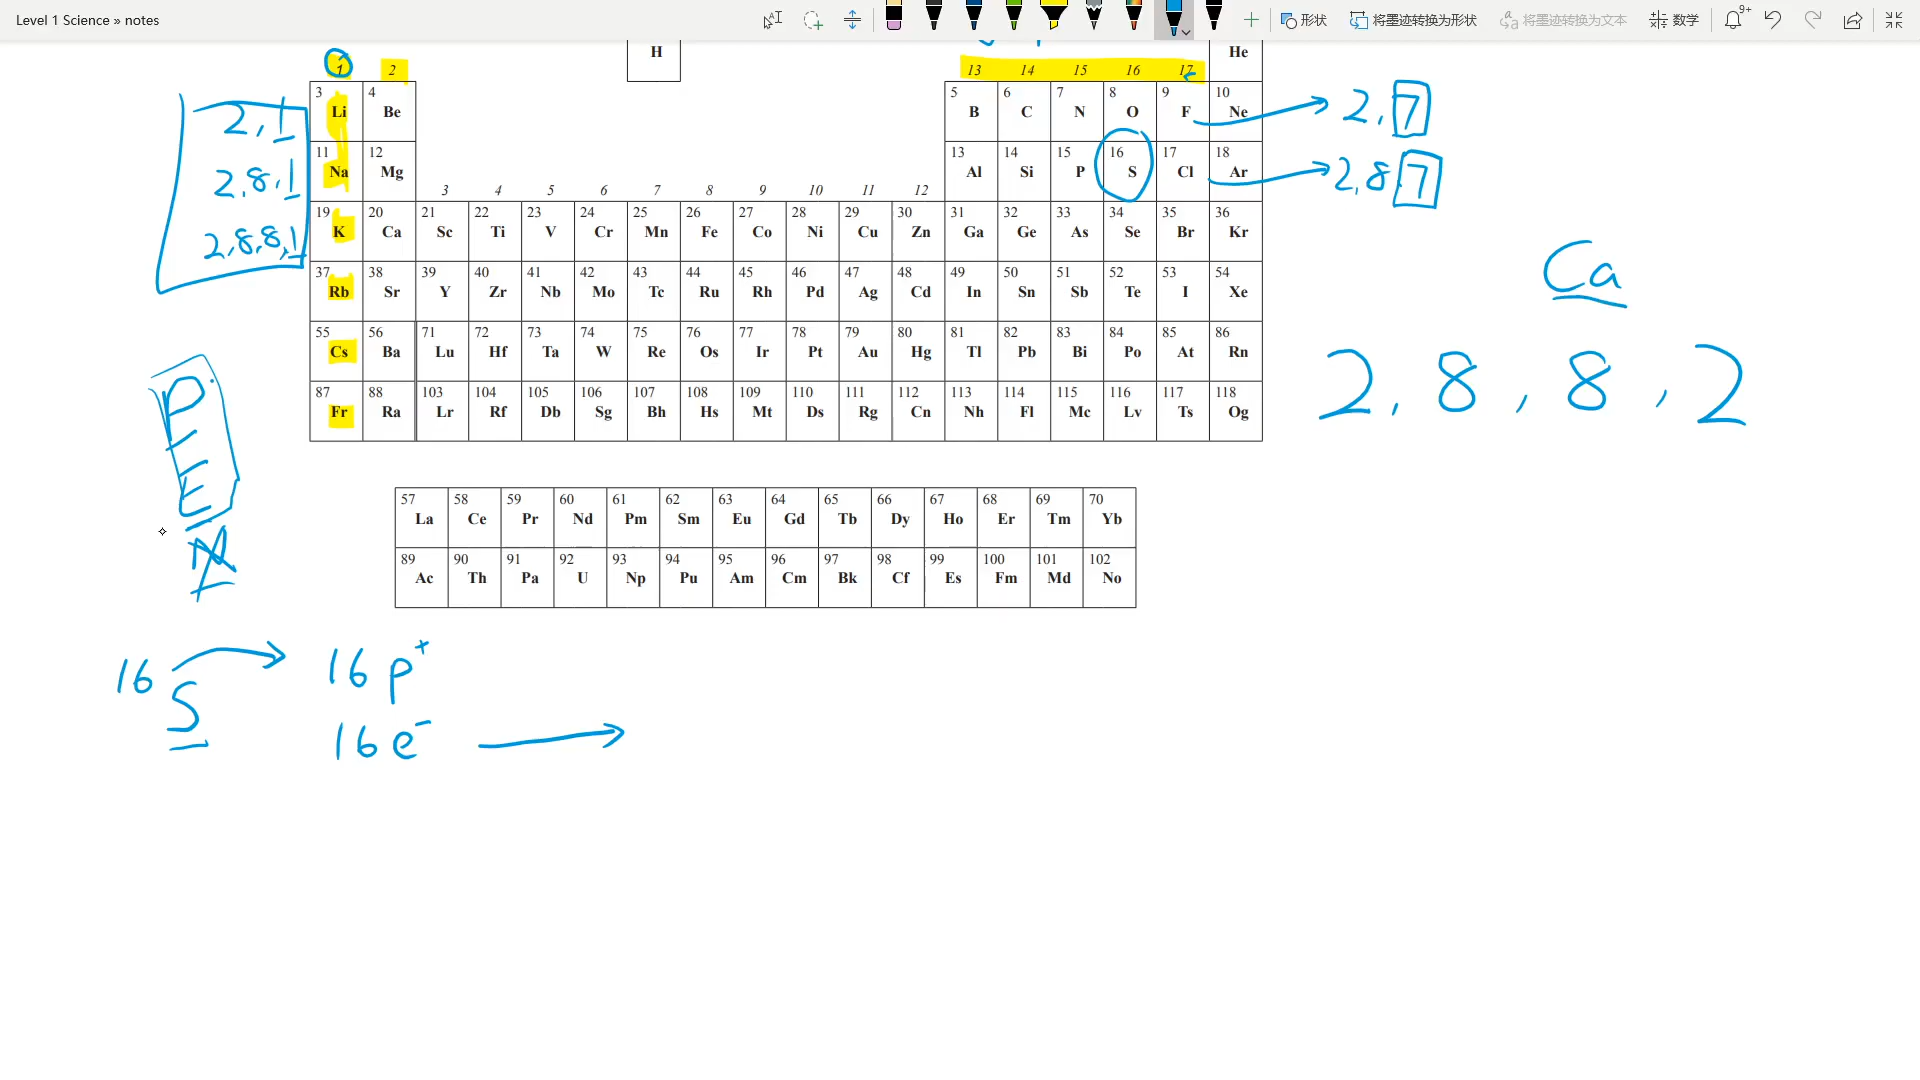 Level 1 Science » notes
9+
形状
将墨迹转换为形状
将墨迹转换为文本
数学
H He
1 2 13 14 15 16 17
3 4 5 6 7 8 9 10
Li Be B C N O F Ne
11 12 13 14 15 16 17 18
Na Mg Al Si P S Cl Ar
3 4 5 6 7 8 9 10 11 12
19 20 21 22 23 24 25 26 27 28 29 30 31 32 33 34 35 36
K Ca Sc Ti V Cr Mn Fe Co Ni Cu Zn Ga Ge As Se Br Kr
37 38 39 40 41 42 43 44 45 46 47 48 49 50 51 52 53 54
Rb Sr Y Zr Nb Mo Tc Ru Rh Pd Ag Cd In Sn Sb Te I Xe
55 56 71 72 73 74 75 76 77 78 79 80 81 82 83 84 85 86
Cs Ba Lu Hf Ta W Re Os Ir Pt Au Hg Tl Pb Bi Po At Rn
87 88 103 104 105 106 107 108 109 110 111 112 113 114 115 116 117 118
Fr Ra Lr Rf Db Sg Bh Hs Mt Ds Rg Cn Nh Fl Mc Lv Ts Og
57 58 59 60 61 62 63 64 65 66 67 68 69 70
La Ce Pr Nd Pm Sm Eu Gd Tb Dy Ho Er Tm Yb
89 90 91 92 93 94 95 96 97 98 99 100 101 102
Ac Th Pa U Np Pu Am Cm Bk Cf Es Fm Md No
2,1
2,8,1
2,8,8,1
2,7
2,8 7
Ca
2,8,8,2
P
E
N
16 S
16 p+
16 e-